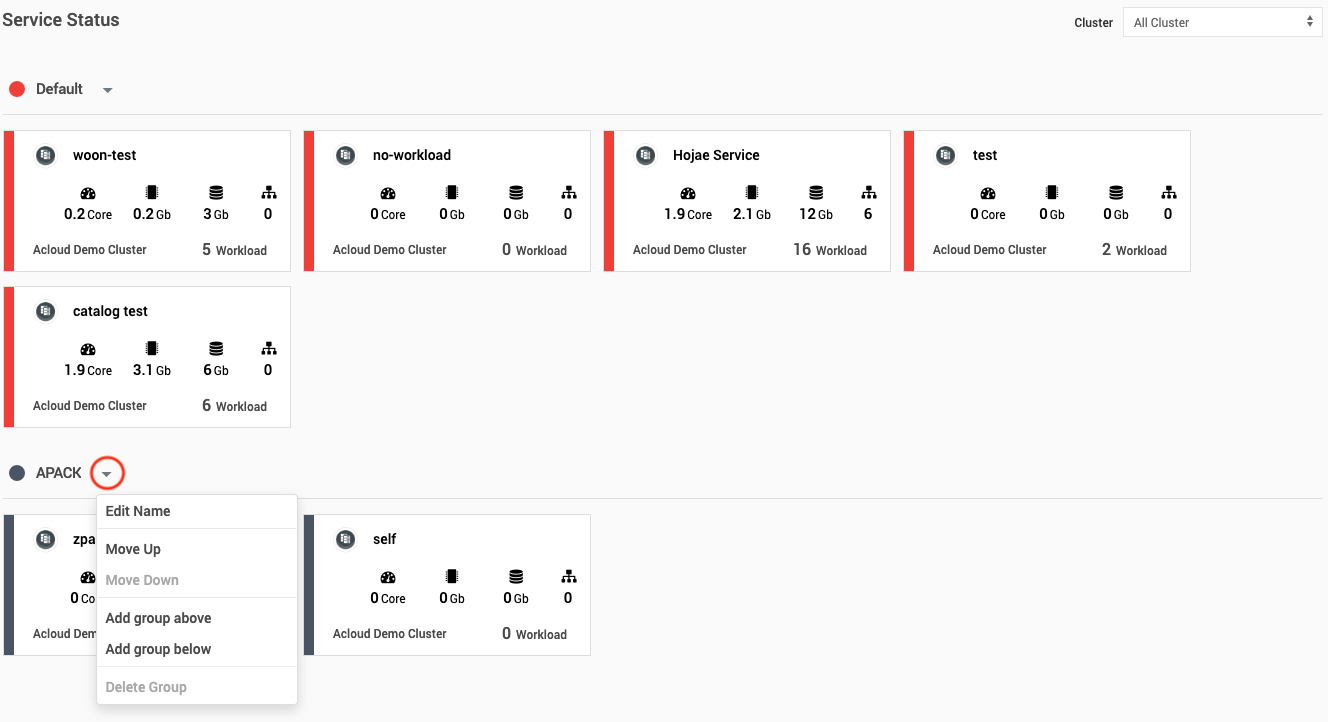 Service Status
Cluster All Cluster
Default
woon-test
0.2 Core 0.2 Gb 3 Gb 0
Acloud Demo Cluster 5 Workload
no-workload
0 Core 0 Gb 0 Gb 0
Acloud Demo Cluster 0 Workload
Hojae Service
1.9 Core 2.1 Gb 12 Gb 6
Acloud Demo Cluster 16 Workload
test
0 Core 0 Gb 0 Gb 0
Acloud Demo Cluster 2 Workload
catalog test
1.9 Core 3.1 Gb 6 Gb 0
Acloud Demo Cluster 6 Workload
APACK
Edit Name
Move Up
Move Down
Add group above
Add group below
Delete Group
zpa
0 Co
Acloud Dem
self
0 Core 0 Gb 0 Gb 0
Acloud Demo Cluster 0 Workload